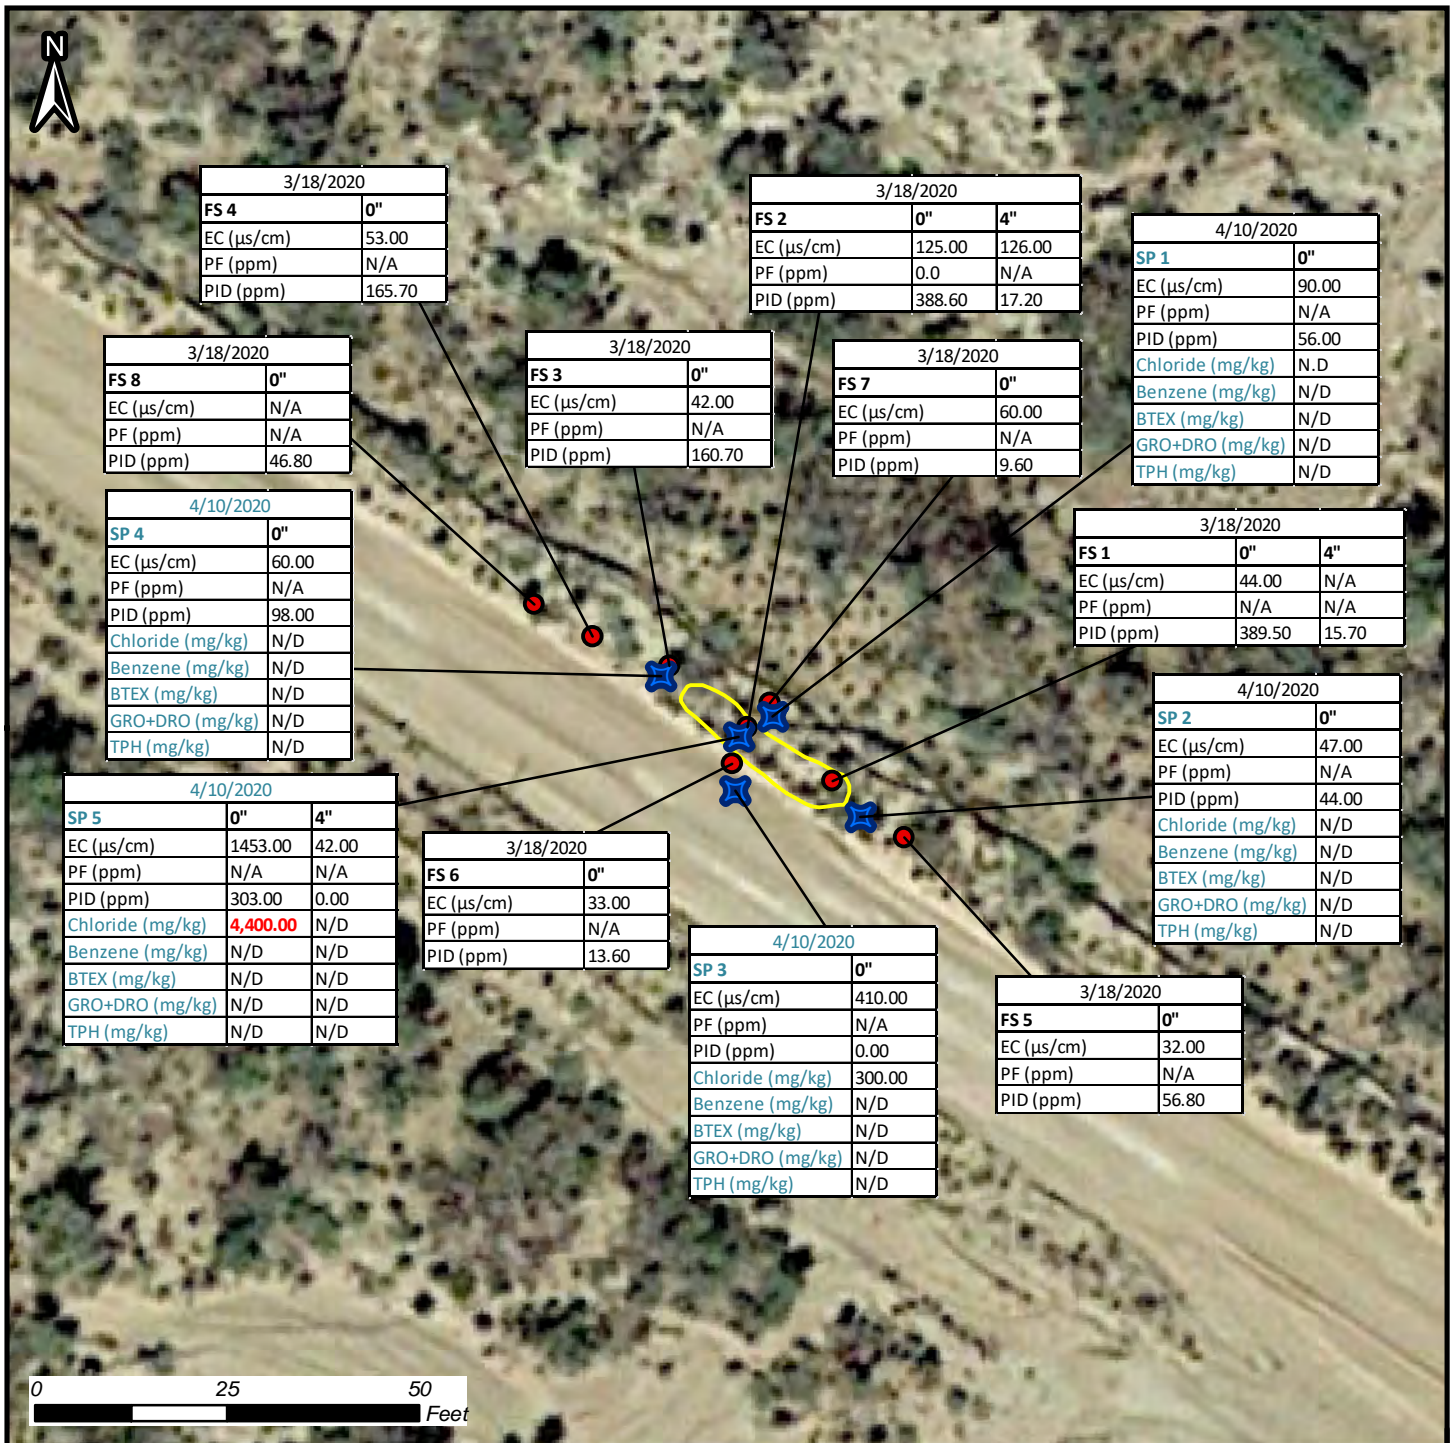 N
3/18/2020
FS 4 0"
EC (µs/cm) 53.00
PF (ppm) N/A
PID (ppm) 165.70
3/18/2020
FS 2 0" 4"
EC (µs/cm) 125.00 126.00
PF (ppm) 0.0 N/A
PID (ppm) 388.60 17.20
4/10/2020
SP 1 0"
EC (µs/cm) 90.00
PF (ppm) N/A
PID (ppm) 56.00
Chloride (mg/kg) N.D
Benzene (mg/kg) N/D
BTEX (mg/kg) N/D
GRO+DRO (mg/kg) N/D
TPH (mg/kg) N/D
3/18/2020
FS 8 0"
EC (µs/cm) N/A
PF (ppm) N/A
PID (ppm) 46.80
3/18/2020
FS 3 0"
EC (µs/cm) 42.00
PF (ppm) N/A
PID (ppm) 160.70
3/18/2020
FS 7 0"
EC (µs/cm) 60.00
PF (ppm) N/A
PID (ppm) 9.60
4/10/2020
SP 4 0"
EC (µs/cm) 60.00
PF (ppm) N/A
PID (ppm) 98.00
Chloride (mg/kg) N/D
Benzene (mg/kg) N/D
BTEX (mg/kg) N/D
GRO+DRO (mg/kg) N/D
TPH (mg/kg) N/D
3/18/2020
FS 1 0" 4"
EC (µs/cm) 44.00 N/A
PF (ppm) N/A N/A
PID (ppm) 389.50 15.70
4/10/2020
SP 2 0"
EC (µs/cm) 47.00
PF (ppm) N/A
PID (ppm) 44.00
Chloride (mg/kg) N/D
Benzene (mg/kg) N/D
BTEX (mg/kg) N/D
GRO+DRO (mg/kg) N/D
TPH (mg/kg) N/D
4/10/2020
SP 5 0" 4"
EC (µs/cm) 1453.00 42.00
PF (ppm) N/A N/A
PID (ppm) 303.00 0.00
Chloride (mg/kg) 4,400.00 N/D
Benzene (mg/kg) N/D N/D
BTEX (mg/kg) N/D N/D
GRO+DRO (mg/kg) N/D N/D
TPH (mg/kg) N/D N/D
3/18/2020
FS 6 0"
EC (µs/cm) 33.00
PF (ppm) N/A
PID (ppm) 13.60
4/10/2020
SP 3 0"
EC (µs/cm) 410.00
PF (ppm) N/A
PID (ppm) 0.00
Chloride (mg/kg) 300.00
Benzene (mg/kg) N/D
BTEX (mg/kg) N/D
GRO+DRO (mg/kg) N/D
TPH (mg/kg) N/D
3/18/2020
FS 5 0"
EC (µs/cm) 32.00
PF (ppm) N/A
PID (ppm) 56.80
0 25 50
Feet